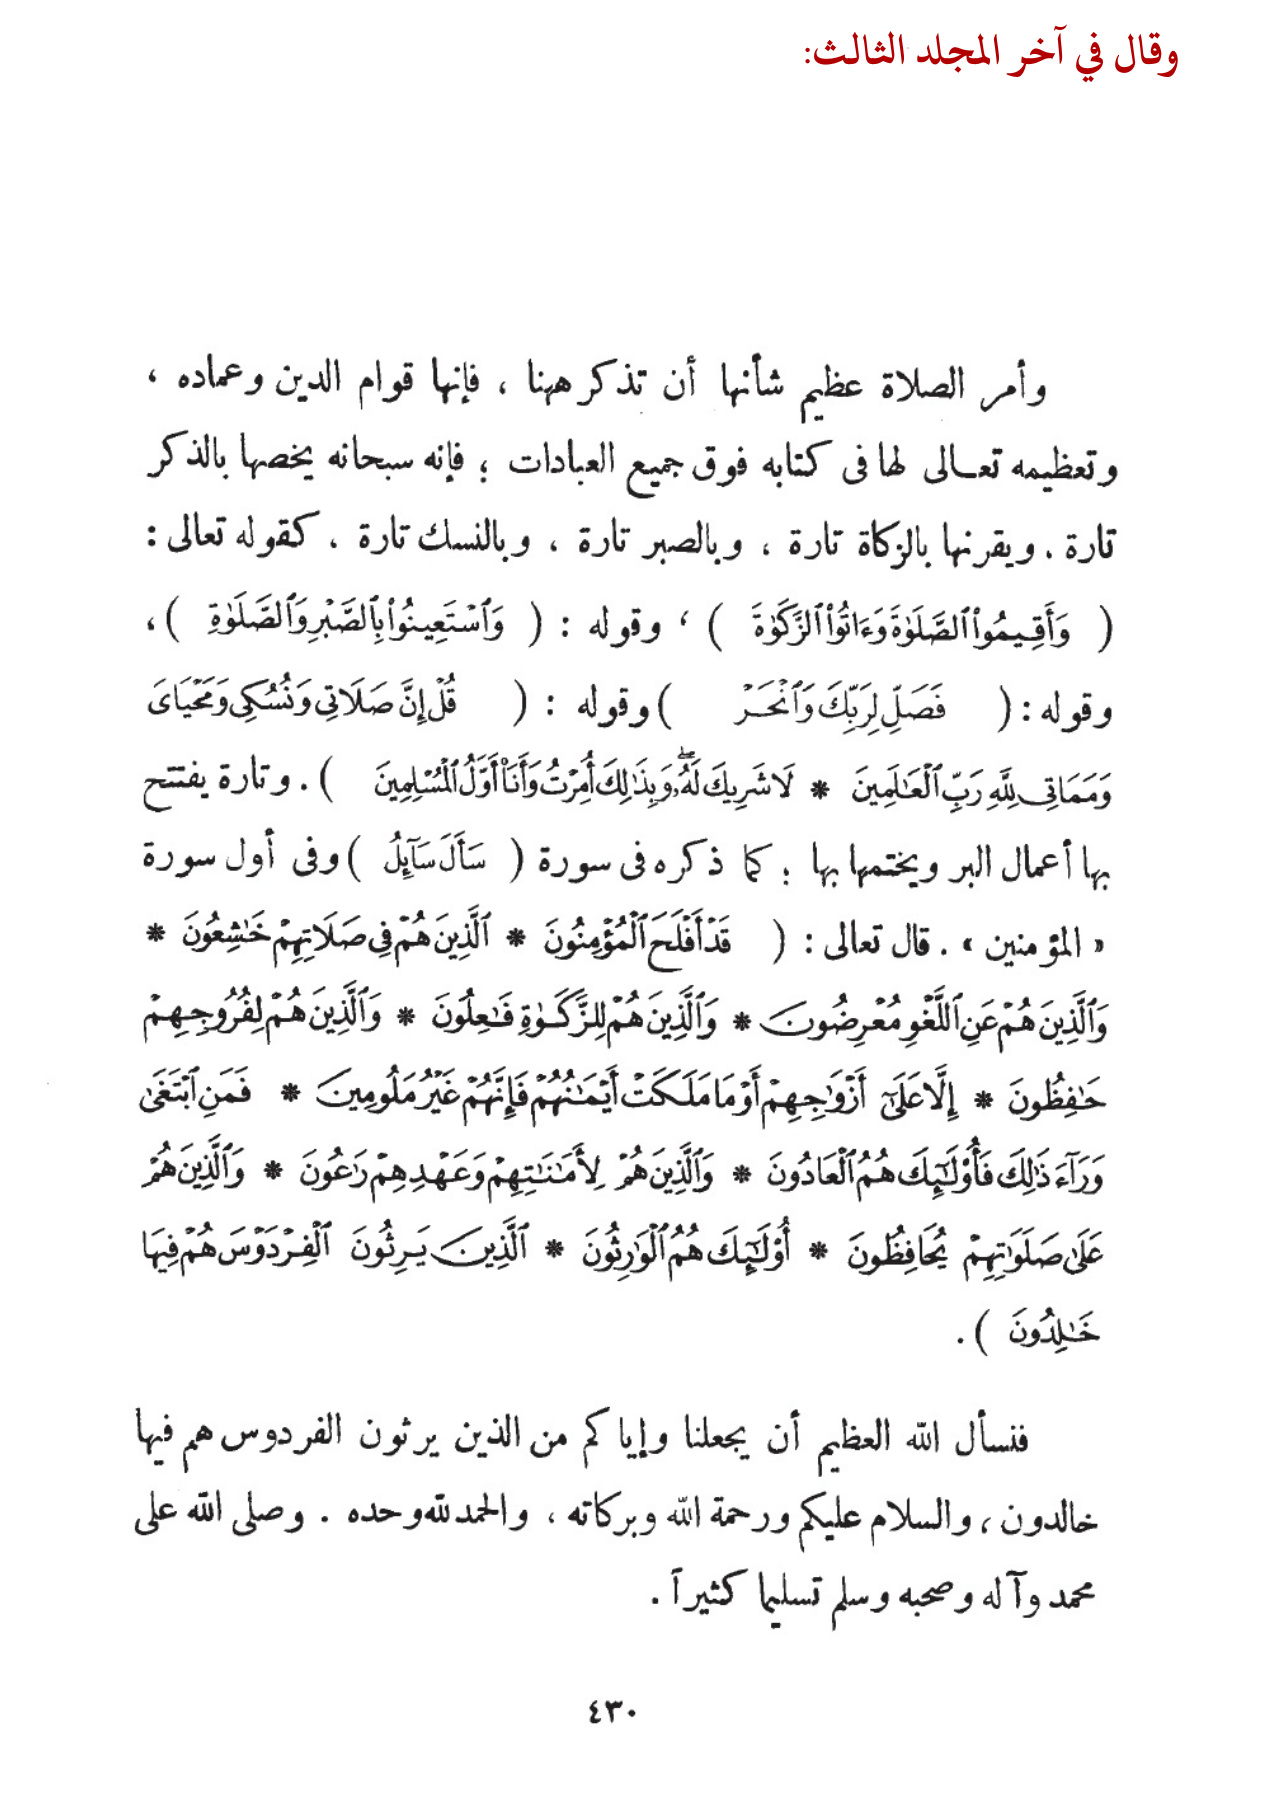 وقال في آخر المجلد الثالث:
وأمر الصلاة عظيم شأنها أن تذكر ههنا ، فإنها قوام الدين وعماده ،
وتعظيمه تعالى لها فى كتابه فوق جميع العبادات ؛ فإنه سبحانه يخصها بالذكر
تارة . ويقرنها بالزكاة تارة ، وبالصبر تارة ، وبالنسك تارة . كقوله تعالى :
( وَأَقِيمُواْ ٱلصَّلَوٰةَ وَءَاتُواْ ٱلزَّكَوٰةَ ) ، وقوله : ( وَٱسْتَعِينُواْ بِٱلصَّبْرِ وَٱلصَّلَوٰةِ ) ،
وقوله : ( فَصَلِّ لِرَبِّكَ وَٱنْحَرْ ) وقوله : ( قُلْ إِنَّ صَلَاتِي وَنُسُكِي وَمَحْيَاىَ
وَمَمَاتِي لِلَّهِ رَبِّ ٱلْعَـٰلَمِينَ * لَا شَرِيكَ لَهُۥ وَبِذَٰلِكَ أُمِرْتُ وَأَنَا۠ أَوَّلُ ٱلْمُسْلِمِينَ ) . وتارة يفتتح
بها أعمال البر ويختمها بها ؛ كما ذكره فى سورة ( سَأَلَ سَآئِلُ ) وفى أول سورة
« المؤمنين » . قال تعالى : ( قَدْ أَفْلَحَ ٱلْمُؤْمِنُونَ * ٱلَّذِينَ هُمْ فِي صَلَاتِهِمْ خَـٰشِعُونَ *
وَٱلَّذِينَ هُمْ عَنِ ٱللَّغْوِ مُعْرِضُونَ * وَٱلَّذِينَ هُمْ لِلزَّكَوٰةِ فَـٰعِلُونَ * وَٱلَّذِينَ هُمْ لِفُرُوجِهِمْ
حَـٰفِظُونَ * إِلَّا عَلَىٰٓ أَزْوَٰجِهِمْ أَوْ مَا مَلَكَتْ أَيْمَـٰنُهُمْ فَإِنَّهُمْ غَيْرُ مَلُومِينَ * فَمَنِ ٱبْتَغَىٰ
وَرَآءَ ذَٰلِكَ فَأُوْلَـٰٓئِكَ هُمُ ٱلْعَادُونَ * وَٱلَّذِينَ هُمْ لِأَمَـٰنَـٰتِهِمْ وَعَهْدِهِمْ رَٰعُونَ * وَٱلَّذِينَ هُمْ
عَلَىٰ صَلَوَٰتِهِمْ يُحَافِظُونَ * أُوْلَـٰٓئِكَ هُمُ ٱلْوَٰرِثُونَ * ٱلَّذِينَ يَرِثُونَ ٱلْفِرْدَوْسَ هُمْ فِيهَا
خَـٰلِدُونَ ) .
فنسأل الله العظيم أن يجعلنا وإياكم من الذين يرثون الفردوس هم فيها
خالدون ، والسلام عليكم ورحمة الله وبركاته ، والحمد لله وحده . وصلى الله على
محمد وآله وصحبه وسلم تسليما كثيراً .
٤٣٠